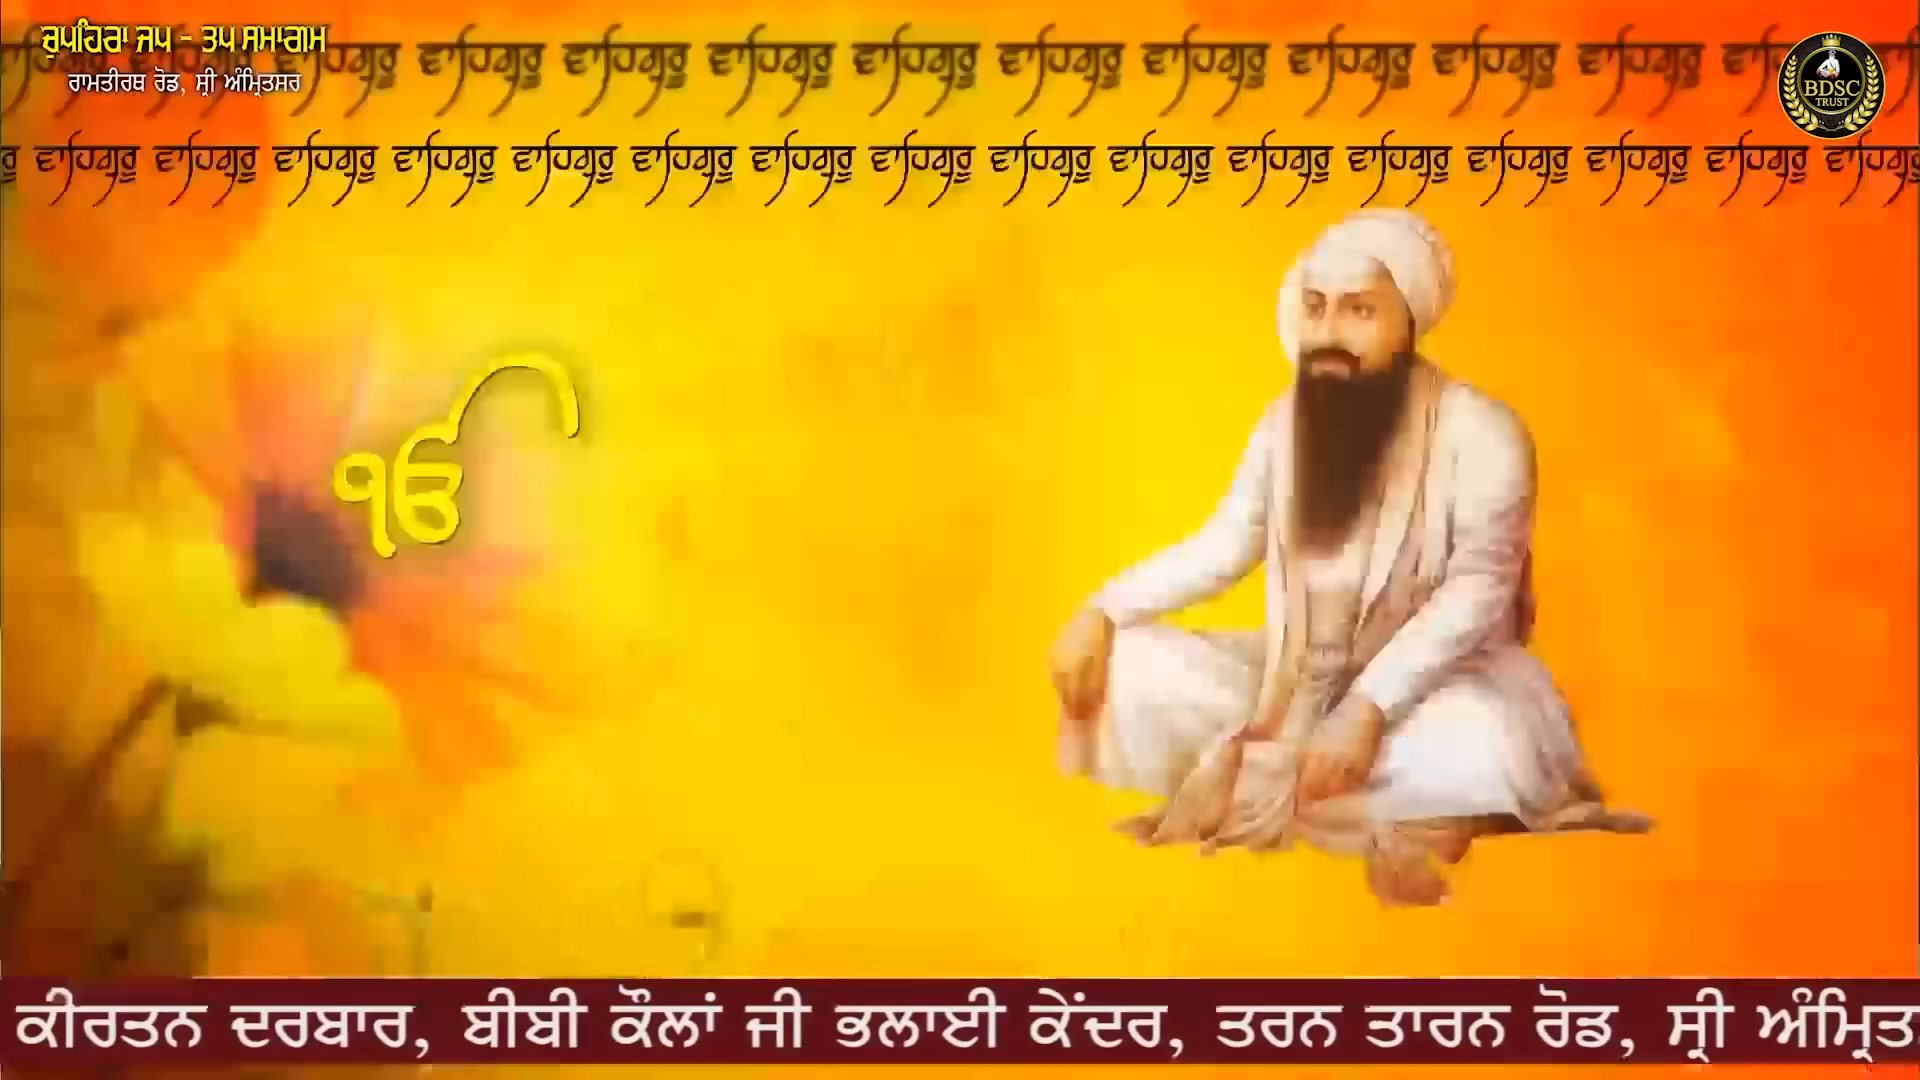 ਚੁਪਹਿਰਾ ਜਪ - ਤਪ ਸਮਾਗਮ
ਰਾਮਤੀਰਥ ਰੋਡ, ਸ੍ਰੀ ਅੰਮ੍ਰਿਤਸਰ
BDSC
TRUST
ਵਾਹਿਗੁਰੂ ਵਾਹਿਗੁਰੂ ਵਾਹਿਗੁਰੂ ਵਾਹਿਗੁਰੂ ਵਾਹਿਗੁਰੂ ਵਾਹਿਗੁਰੂ ਵਾਹਿਗੁਰੂ ਵਾਹਿਗੁਰੂ ਵਾਹਿਗੁਰੂ ਵਾਹਿਗੁਰੂ
ਵਾਹਿਗੁਰੂ ਵਾਹਿਗੁਰੂ ਵਾਹਿਗੁਰੂ ਵਾਹਿਗੁਰੂ ਵਾਹਿਗੁਰੂ ਵਾਹਿਗੁਰੂ ਵਾਹਿਗੁਰੂ ਵਾਹਿਗੁਰੂ ਵਾਹਿਗੁਰੂ ਵਾਹਿਗੁਰੂ ਵਾਹਿਗੁਰੂ ਵਾਹਿਗੁਰੂ ਵਾਹਿਗੁਰੂ ਵਾਹਿਗੁਰੂ ਵਾਹਿਗੁਰੂ ਵਾਹਿਗੁਰੂ
ੴ
ਕੀਰਤਨ ਦਰਬਾਰ, ਬੀਬੀ ਕੌਲਾਂ ਜੀ ਭਲਾਈ ਕੇਂਦਰ, ਤਰਨ ਤਾਰਨ ਰੋਡ, ਸ੍ਰੀ ਅੰਮ੍ਰਿਤ